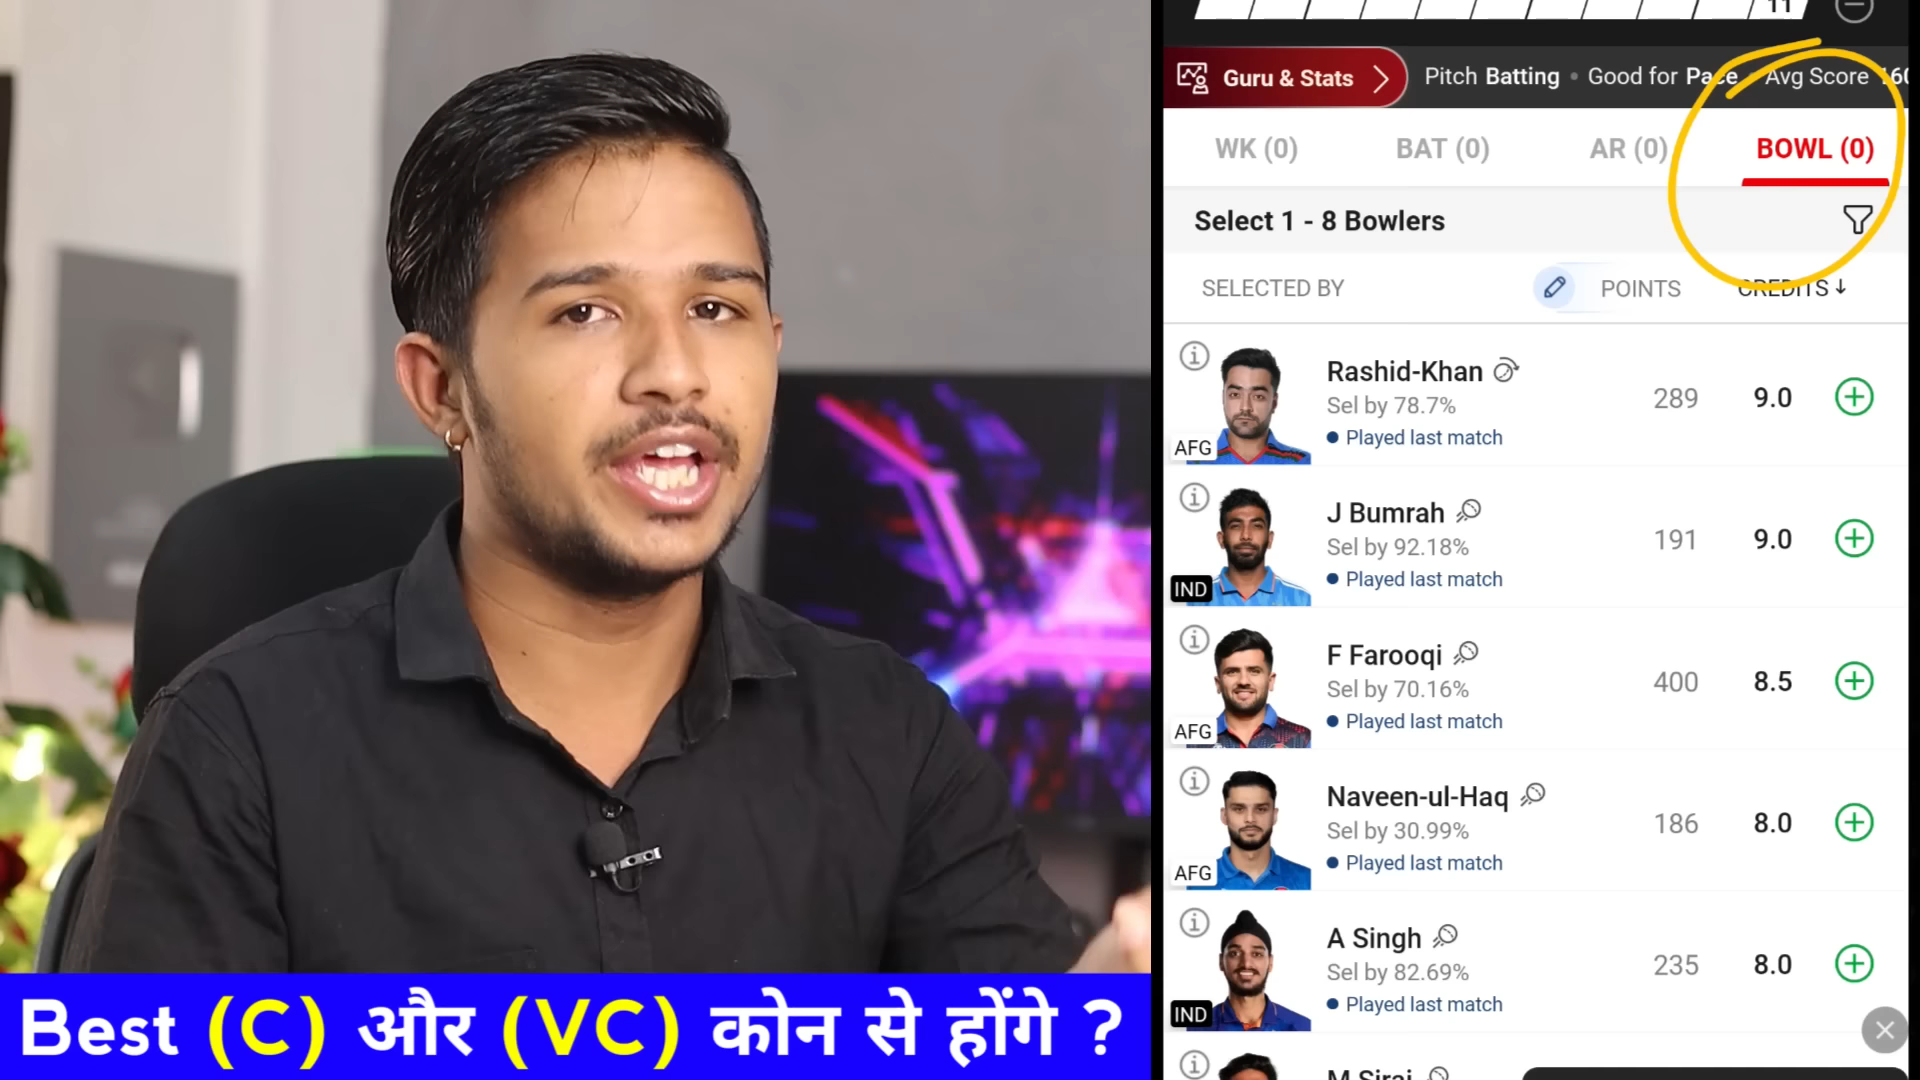 11
Guru & Stats
Pitch Batting • Good for Pace • Avg Score 160
WK (0) BAT (0) AR (0) BOWL (0)
Select 1 - 8 Bowlers
SELECTED BY POINTS CREDITS ↓
Rashid-Khan
Sel by 78.7% 289 9.0
Played last match
AFG
J Bumrah
Sel by 92.18% 191 9.0
Played last match
IND
F Farooqi
Sel by 70.16% 400 8.5
Played last match
AFG
Naveen-ul-Haq
Sel by 30.99% 186 8.0
Played last match
AFG
A Singh
Sel by 82.69% 235 8.0
Played last match
IND
M Siraj
Best (C) और (VC) कोन से होंगे ?